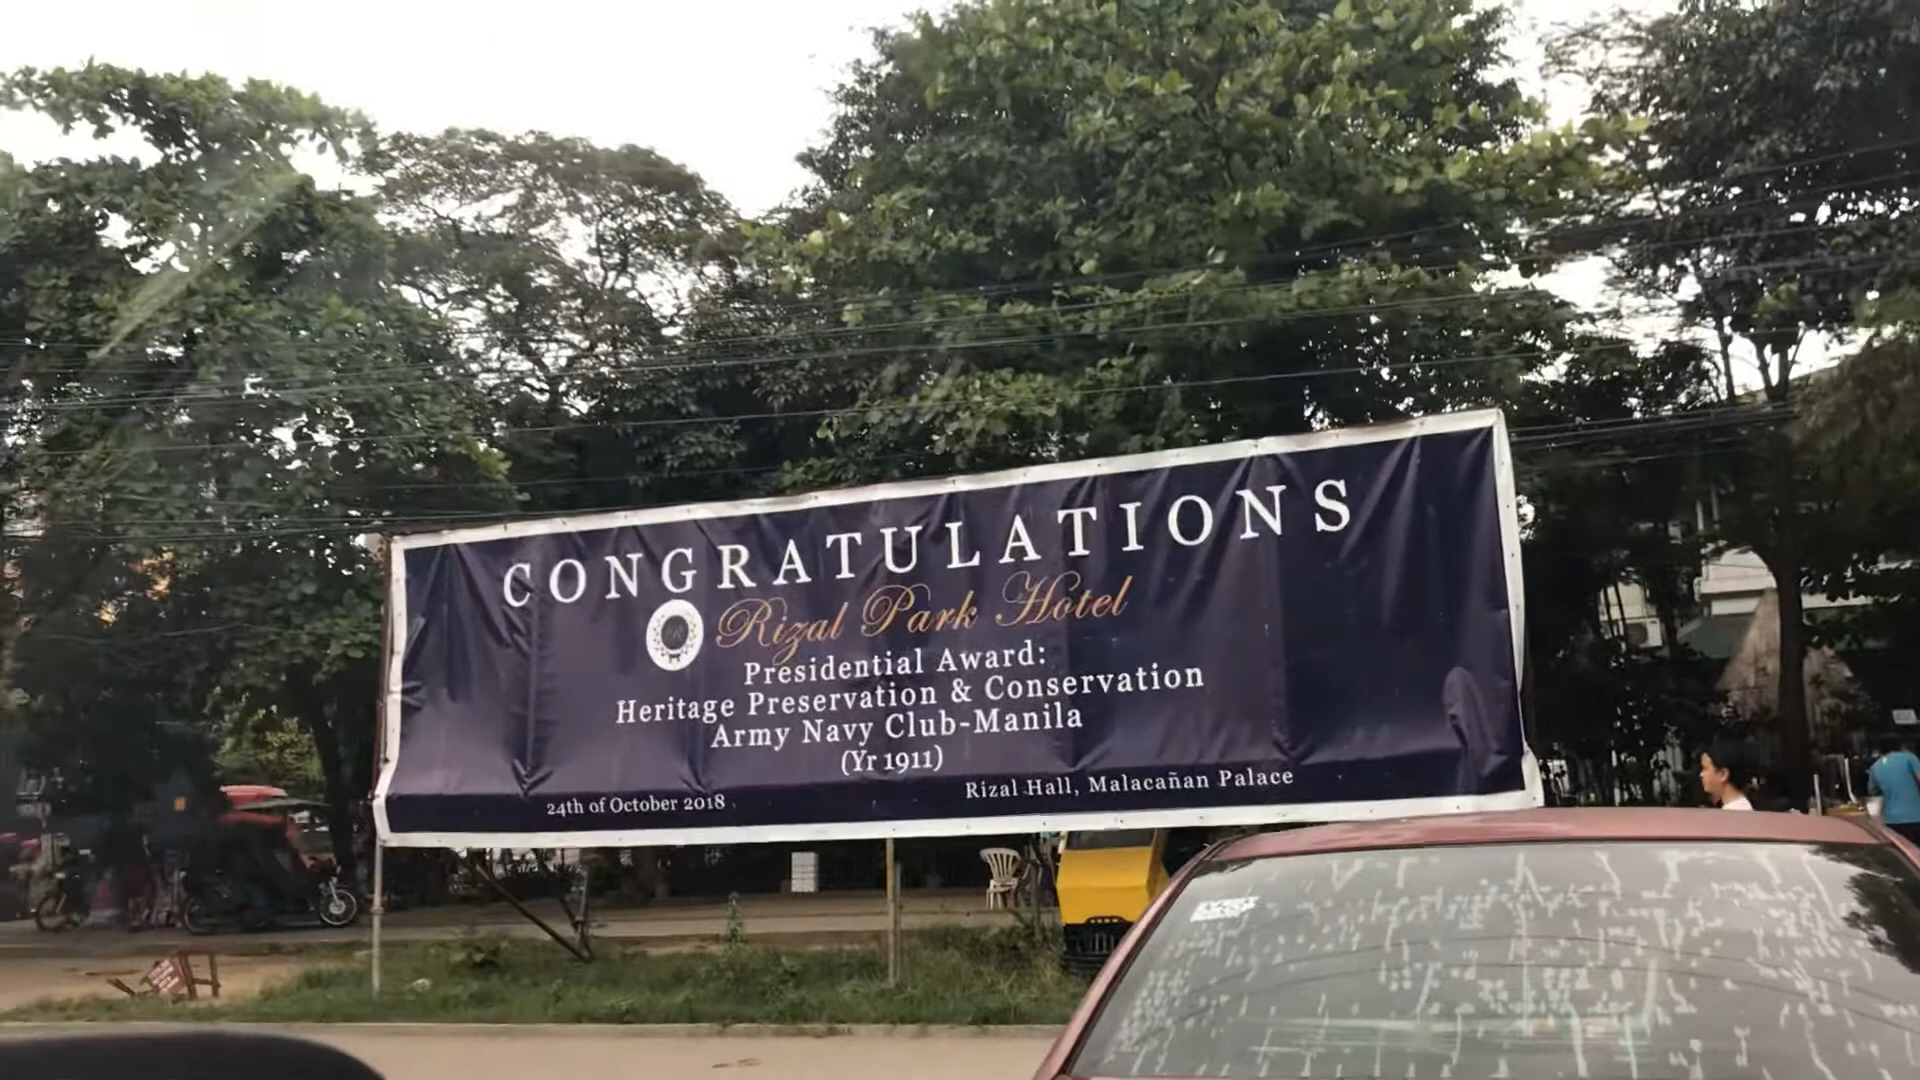 CONGRATULATIONS
Rizal Park Hotel
Presidential Award:
Heritage Preservation & Conservation
Army Navy Club-Manila
(Yr 1911)
24th of October 2018
Rizal Hall, Malacañan Palace